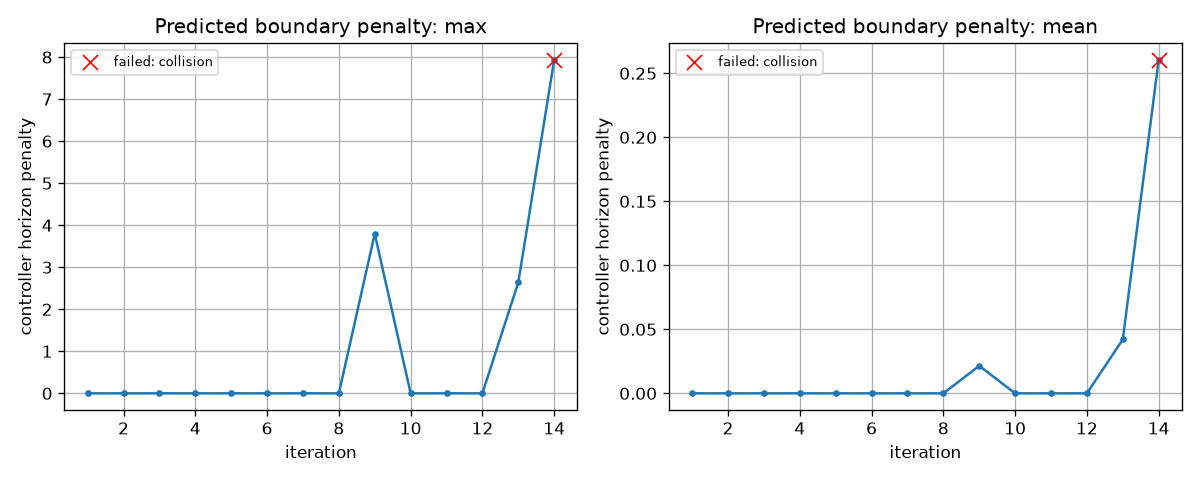 Predicted boundary penalty: max
failed: collision
controller horizon penalty
8
7
6
5
4
3
2
1
0
2 4 6 8 10 12 14
iteration
Predicted boundary penalty: mean
failed: collision
controller horizon penalty
0.25
0.20
0.15
0.10
0.05
0.00
2 4 6 8 10 12 14
iteration